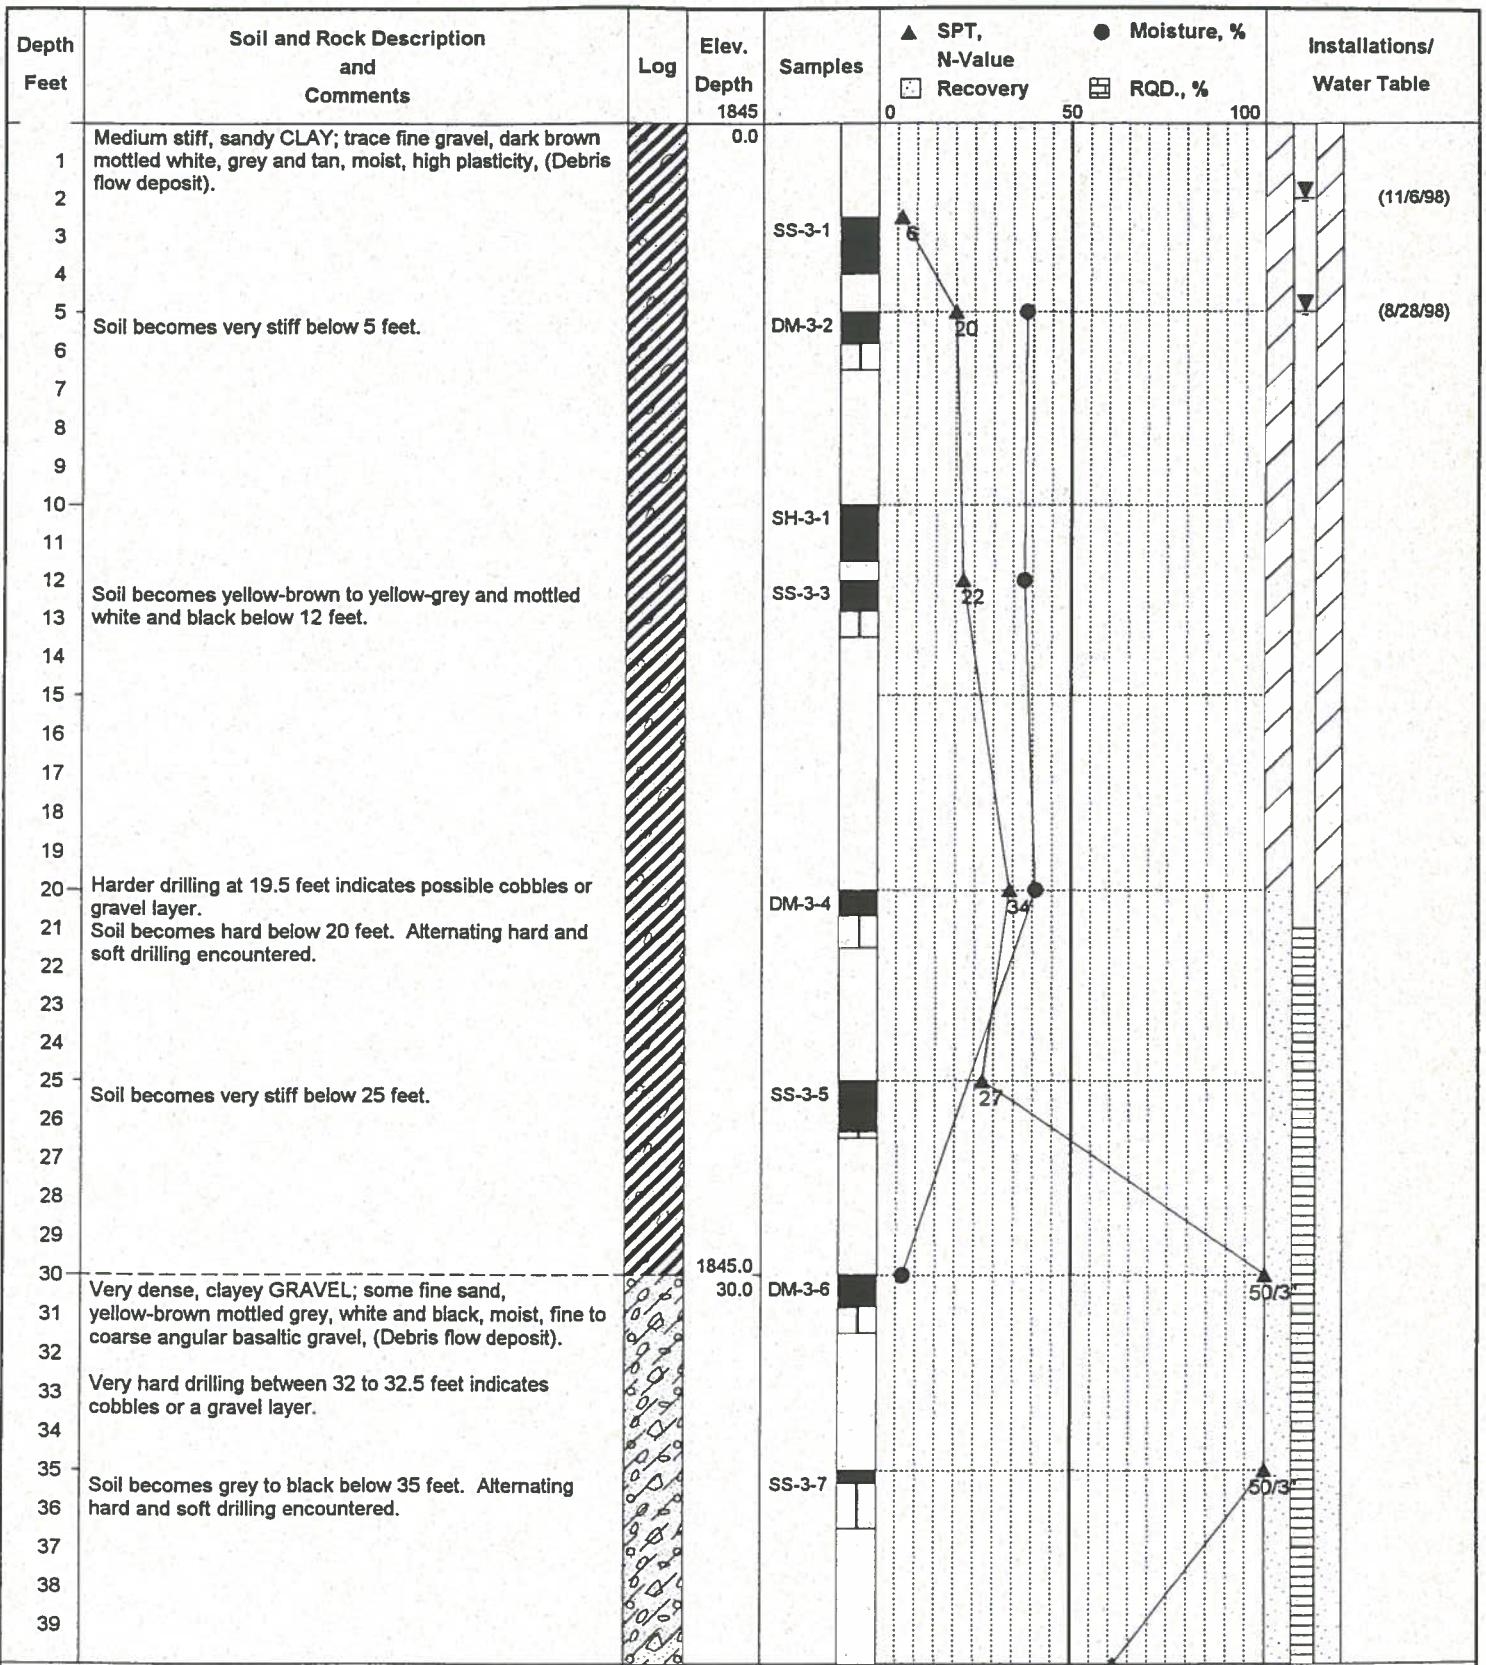 Depth
Feet
Soil and Rock Description
and
Comments
Log
Elev.
Depth
1845
Samples
▲ SPT,
N-Value
● Moisture, %
Recovery
RQD., %
0 50 100
Installations/
Water Table
Medium stiff, sandy CLAY; trace fine gravel, dark brown
mottled white, grey and tan, moist, high plasticity, (Debris
flow deposit).
0.0
1
2
(11/6/98)
3
SS-3-1
6
4
5
Soil becomes very stiff below 5 feet.
DM-3-2
20
(8/28/98)
6
7
8
9
10
SH-3-1
11
12
Soil becomes yellow-brown to yellow-grey and mottled
white and black below 12 feet.
SS-3-3
22
13
14
15
16
17
18
19
20
Harder drilling at 19.5 feet indicates possible cobbles or
gravel layer.
Soil becomes hard below 20 feet. Alternating hard and
soft drilling encountered.
DM-3-4
34
21
22
23
24
25
Soil becomes very stiff below 25 feet.
SS-3-5
27
26
27
28
29
30
1845.0
30.0
Very dense, clayey GRAVEL; some fine sand,
yellow-brown mottled grey, white and black, moist, fine to
coarse angular basaltic gravel, (Debris flow deposit).
DM-3-6
50/3"
31
32
Very hard drilling between 32 to 32.5 feet indicates
cobbles or a gravel layer.
33
34
35
Soil becomes grey to black below 35 feet. Alternating
hard and soft drilling encountered.
SS-3-7
50/3"
36
37
38
39